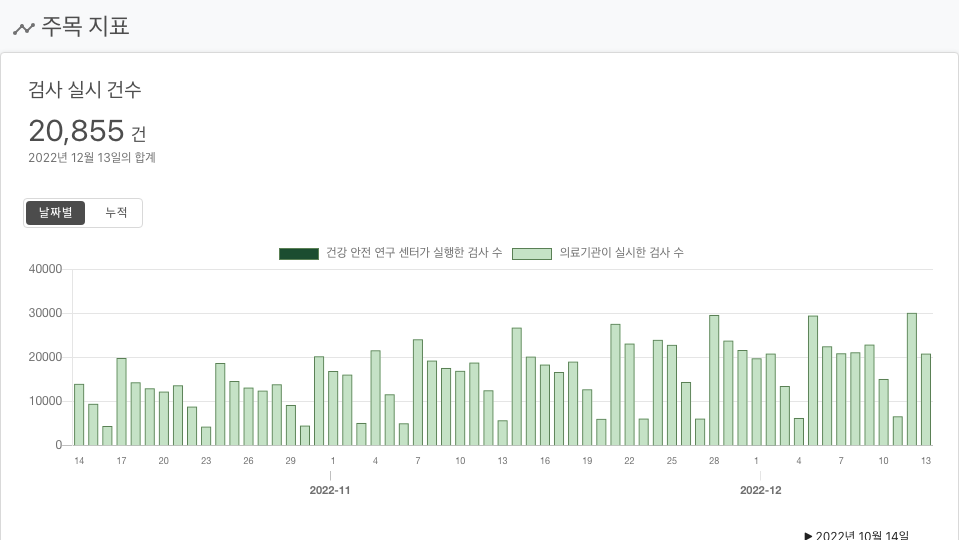 주목 지표
검사 실시 건수
20,855 건
2022년 12월 13일의 합계
날짜별 누적
건강 안전 연구 센터가 실행한 검사 수 의료기관이 실시한 검사 수
40000
30000
20000
10000
0
14 17 20 23 26 29 1 4 7 10 13 16 19 22 25 28 1 4 7 10 13
2022-11 2022-12
▶ 2022년 10월 14일